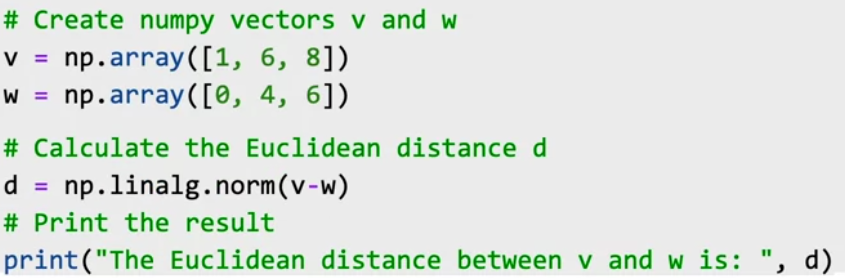 # Create numpy vectors v and w
v = np.array([1, 6, 8])
w = np.array([0, 4, 6])
# Calculate the Euclidean distance d
d = np.linalg.norm(v-w)
# Print the result
print("The Euclidean distance between v and w is: ", d)